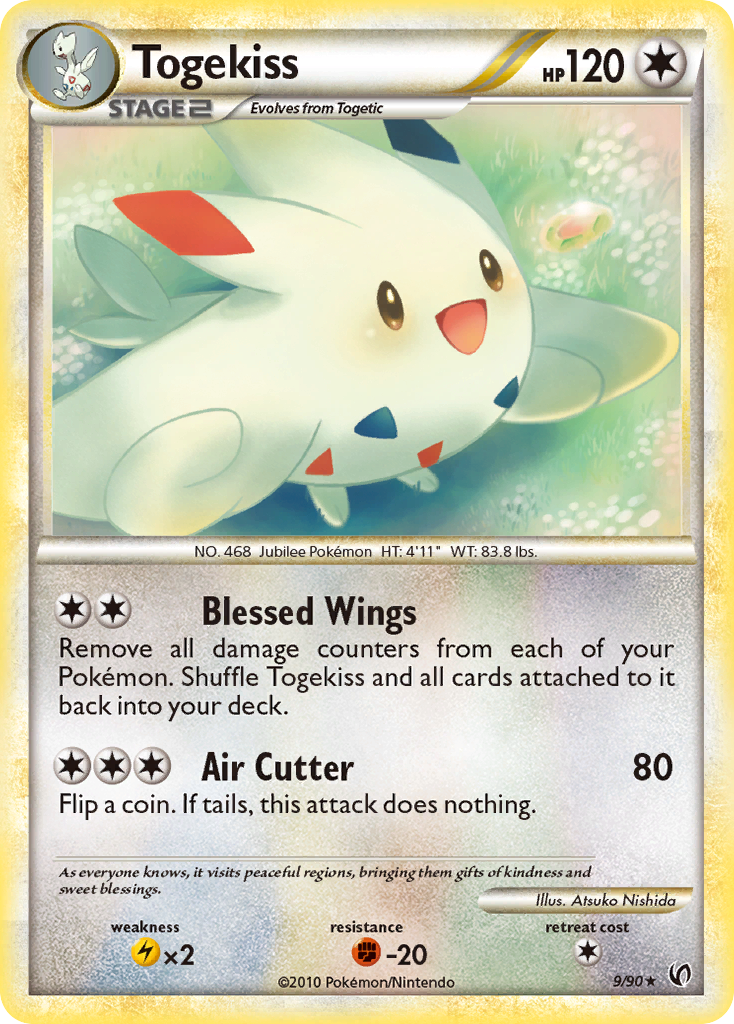 Togekiss
HP 120
STAGE 2
Evolves from Togetic
NO. 468 Jubilee Pokémon HT: 4'11" WT: 83.8 lbs.
Blessed Wings
Remove all damage counters from each of your
Pokémon. Shuffle Togekiss and all cards attached to it
back into your deck.
Air Cutter 80
Flip a coin. If tails, this attack does nothing.
As everyone knows, it visits peaceful regions, bringing them gifts of kindness and
sweet blessings.
Illus. Atsuko Nishida
weakness resistance retreat cost
×2 -20
©2010 Pokémon/Nintendo 9/90★